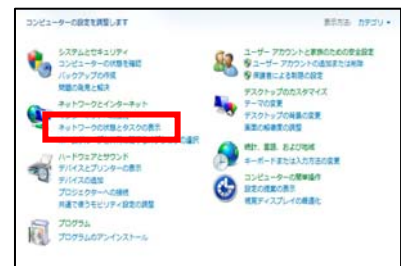 コンピューターの設定を調整します
表示方法: カテゴリ ▼
システムとセキュリティ
コンピューターの状態を確認
バックアップの作成
問題の発見と解決
ネットワークとインターネット
ネットワークの状態とタスクの表示
の選択
ハードウェアとサウンド
デバイスとプリンターの表示
デバイスの追加
プロジェクターへの接続
共通で使うモビリティ設定の調整
プログラム
プログラムのアンインストール
ユーザー アカウントと家族のための安全設定
ユーザー アカウントの追加または削除
保護者による制限の設定
デスクトップのカスタマイズ
テーマの変更
デスクトップの背景の変更
画面の解像度の調整
時計、言語、および地域
キーボードまたは入力方法の変更
コンピューターの簡単操作
設定の提案の表示
視覚ディスプレイの最適化